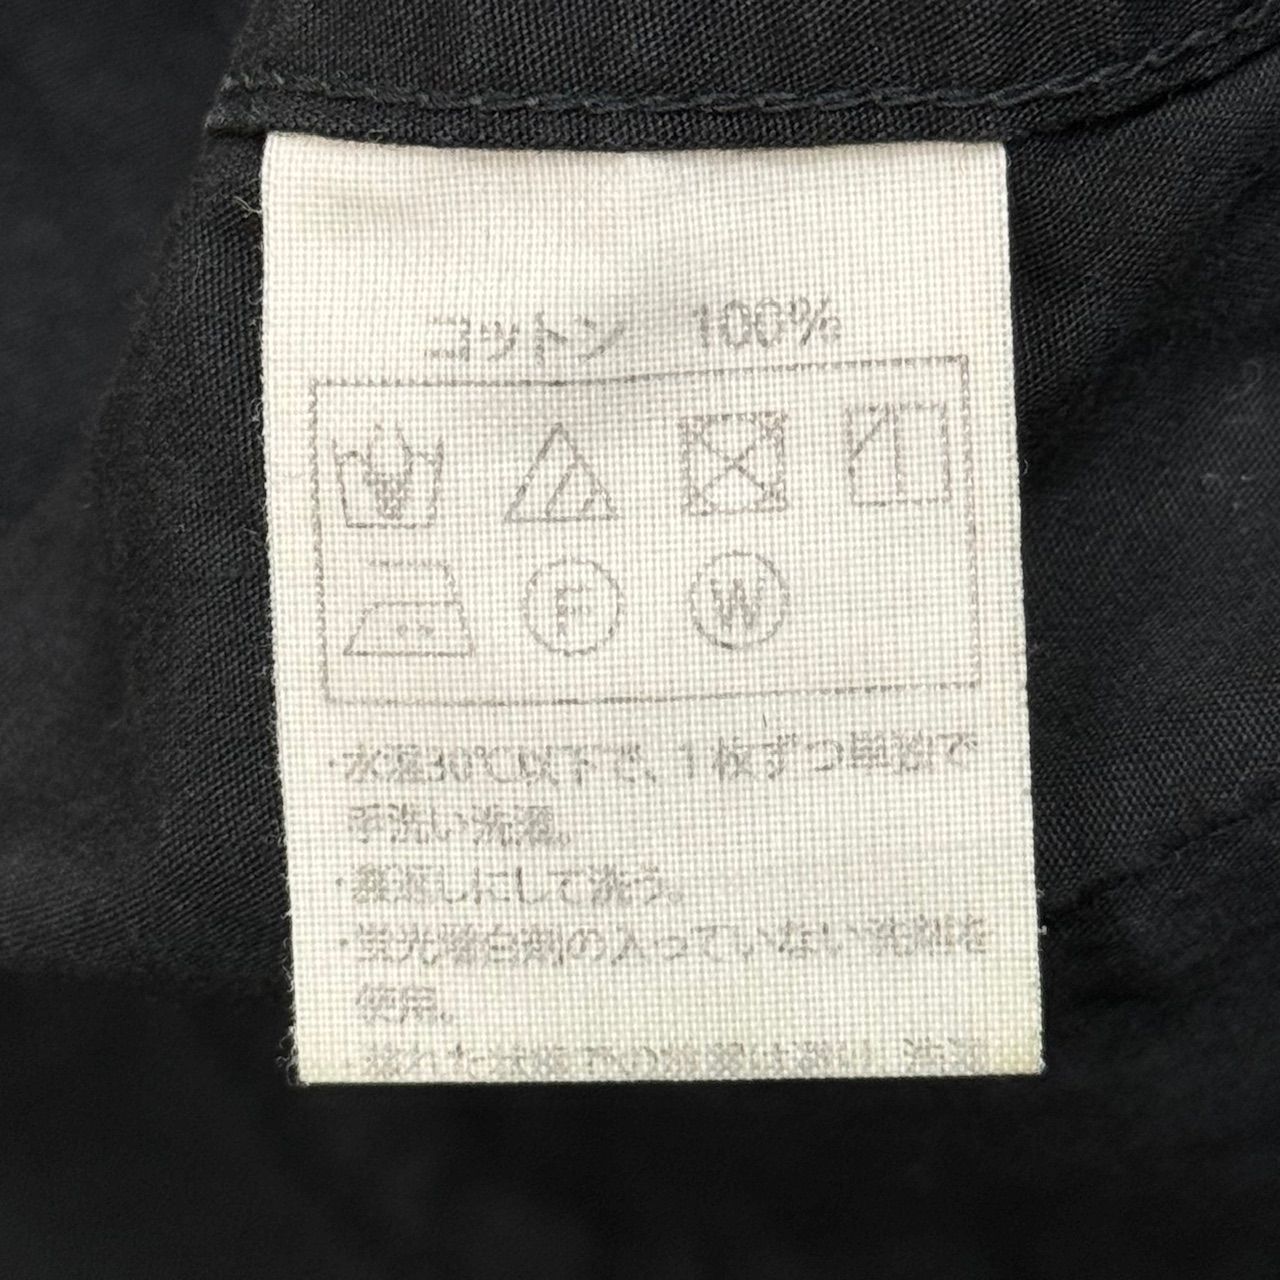 コットン 100%
F W
・水温30℃以下で、1枚ずつ単独で
手洗い洗濯。
・裏返しにして洗う。
・蛍光増白剤の入っていない洗剤を
使用。